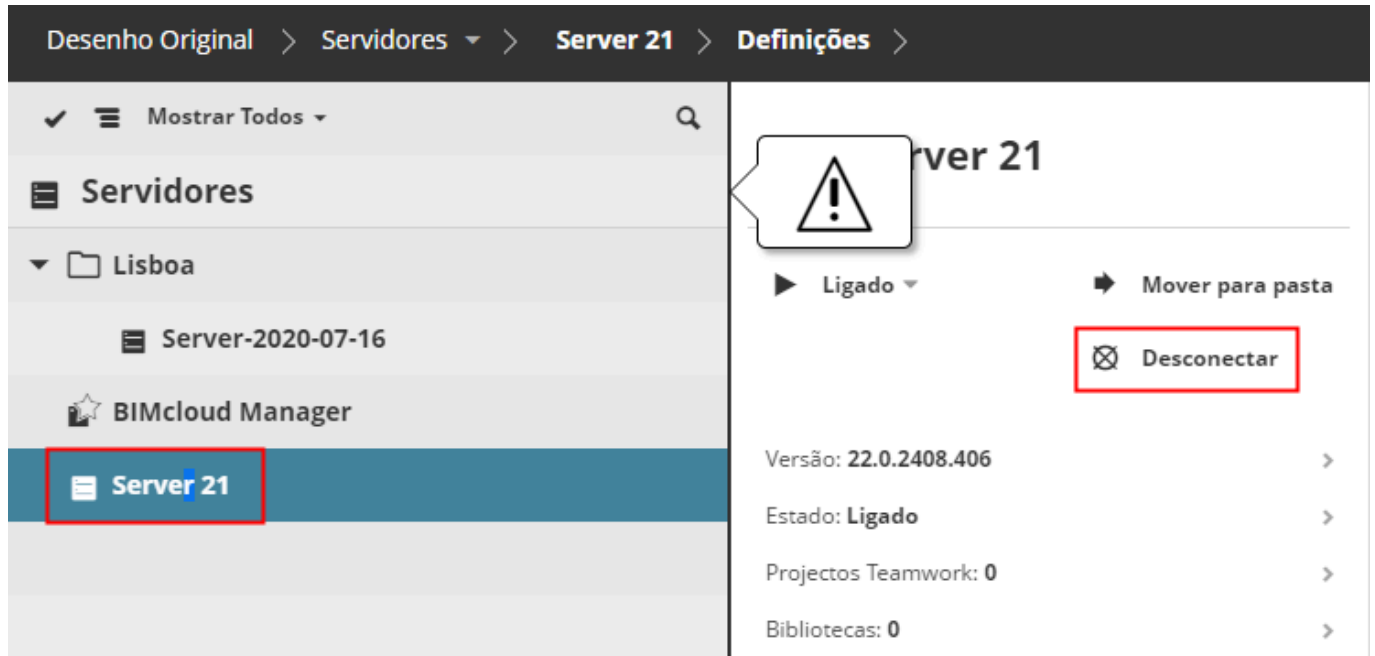 Desenho Original > Servidores > Server 21 > Definições >
Mostrar Todos
Servidores
Lisboa
Server-2020-07-16
BIMcloud Manager
Server 21
rver 21
Ligado
Mover para pasta
Desconectar
Versão: 22.0.2408.406
Estado: Ligado
Projectos Teamwork: 0
Bibliotecas: 0